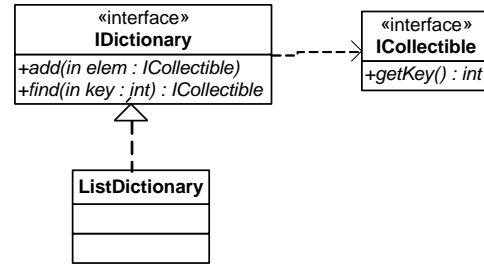 «interface»
IDictionary
+add(in elem : ICollectible)
+find(in key : int) : ICollectible
«interface»
ICollectible
+getKey() : int
ListDictionary